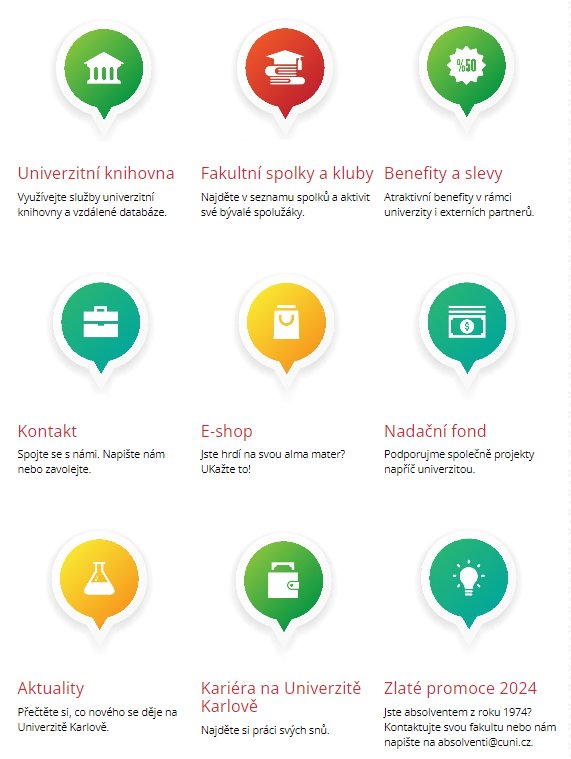 %50
Univerzitní knihovna
Využívejte služby univerzitní
knihovny a vzdálené databáze.
Fakultní spolky a kluby
Najděte v seznamu spolků a aktivit
své bývalé spolužáky.
Benefity a slevy
Atraktivní benefity v rámci
univerzity i externích partnerů.
$
Kontakt
Spojte se s námi. Napište nám
nebo zavolejte.
E-shop
Jste hrdí na svou alma mater?
UKažte to!
Nadační fond
Podporujme společně projekty
napříč univerzitou.
Aktuality
Přečtěte si, co nového se děje na
Univerzitě Karlově.
Kariéra na Univerzitě
Karlově
Najděte si práci svých snů.
Zlaté promoce 2024
Jste absolventem z roku 1974?
Kontaktujte svou fakultu nebo nám
napište na absolventi@cuni.cz.